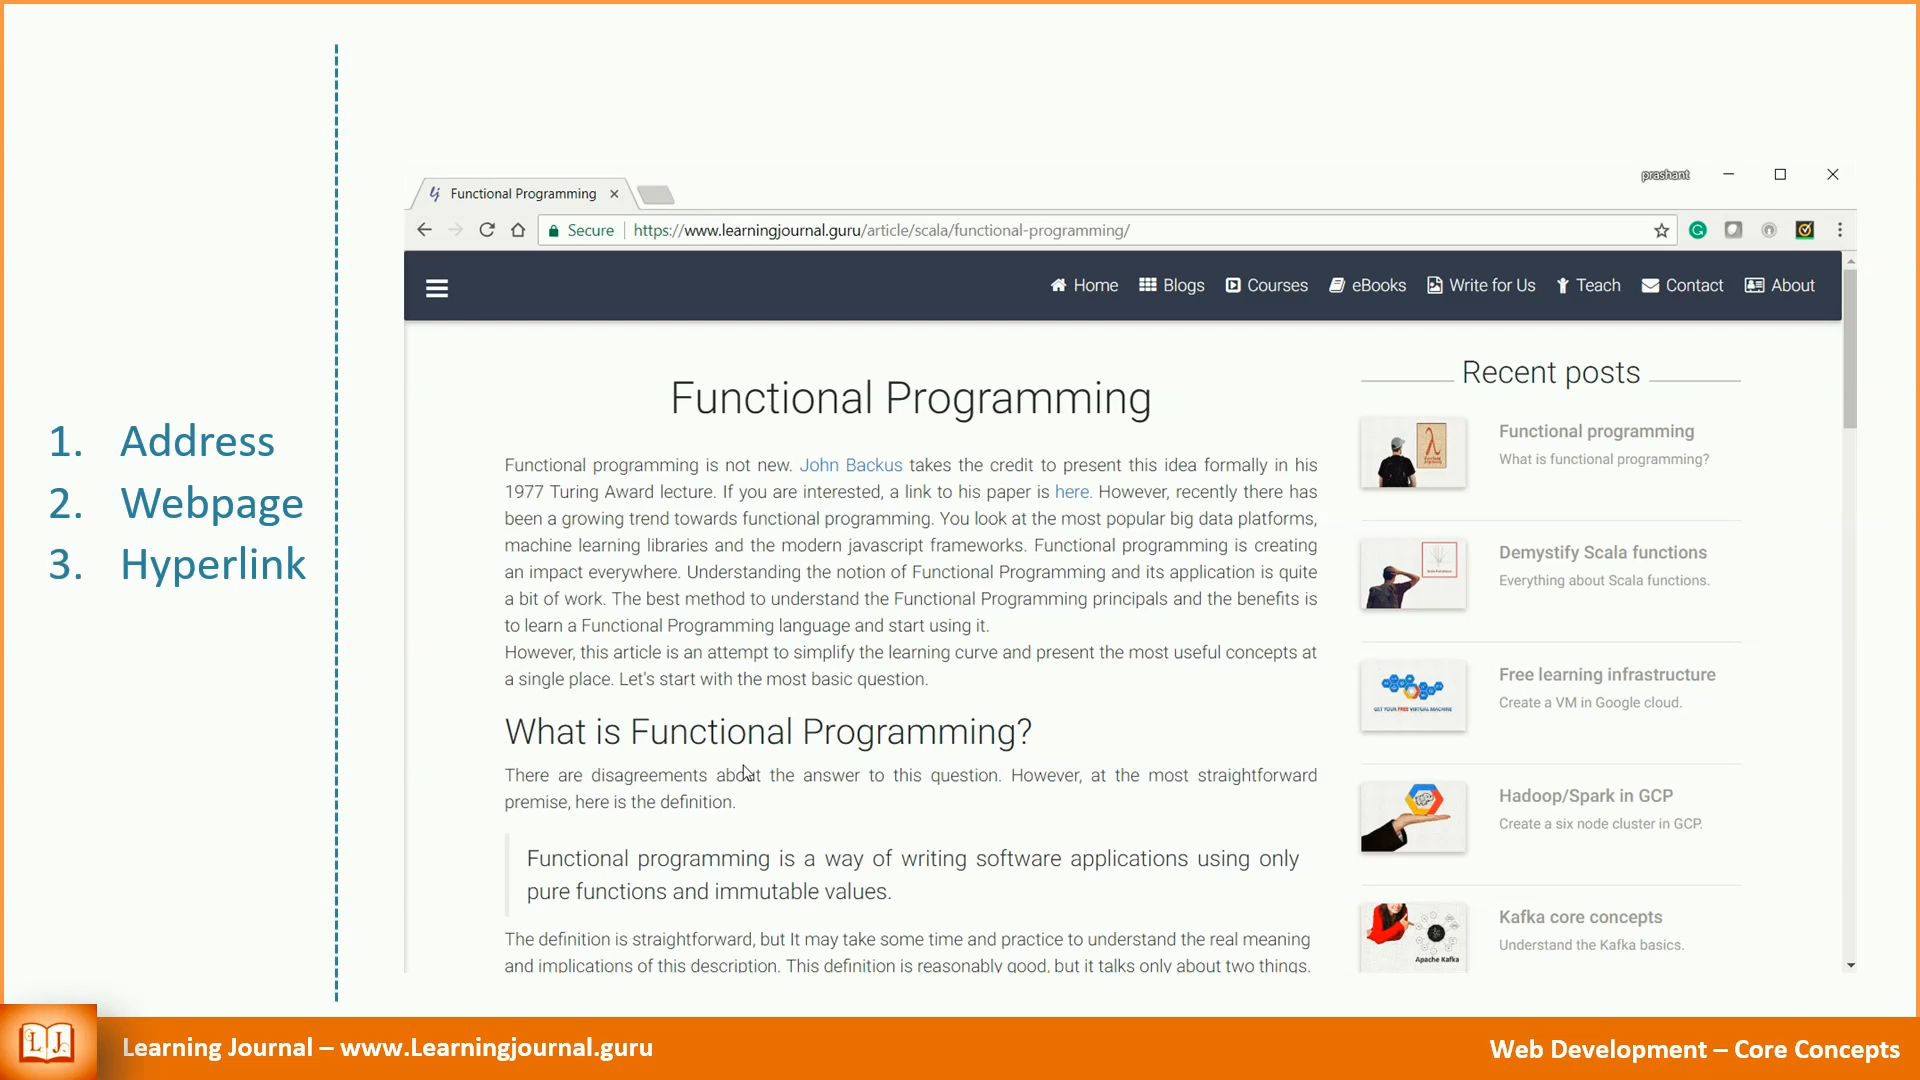 1. Address
2. Webpage
3. Hyperlink
prashant
Functional Programming
Secure
https://www.learningjournal.guru/article/scala/functional-programming/
Home Blogs Courses eBooks Write for Us Teach Contact About
Functional Programming
Functional programming is not new. John Backus takes the credit to present this idea formally in his
1977 Turing Award lecture. If you are interested, a link to his paper is here. However, recently there has
been a growing trend towards functional programming. You look at the most popular big data platforms,
machine learning libraries and the modern javascript frameworks. Functional programming is creating
an impact everywhere. Understanding the notion of Functional Programming and its application is quite
a bit of work. The best method to understand the Functional Programming principals and the benefits is
to learn a Functional Programming language and start using it.
However, this article is an attempt to simplify the learning curve and present the most useful concepts at
a single place. Let's start with the most basic question.
What is Functional Programming?
There are disagreements about the answer to this question. However, at the most straightforward
premise, here is the definition.
Functional programming is a way of writing software applications using only
pure functions and immutable values.
The definition is straightforward, but It may take some time and practice to understand the real meaning
and implications of this description. This definition is reasonably good, but it talks only about two things.
Recent posts
Functional programming
What is functional programming?
Demystify Scala functions
Everything about Scala functions.
Free learning infrastructure
Create a VM in Google cloud.
GET YOUR FREE VIRTUAL MACHINE
Hadoop/Spark in GCP
Create a six node cluster in GCP.
Kafka core concepts
Understand the Kafka basics.
Apache Kafka
LJ
Learning Journal – www.Learningjournal.guru
Web Development – Core Concepts